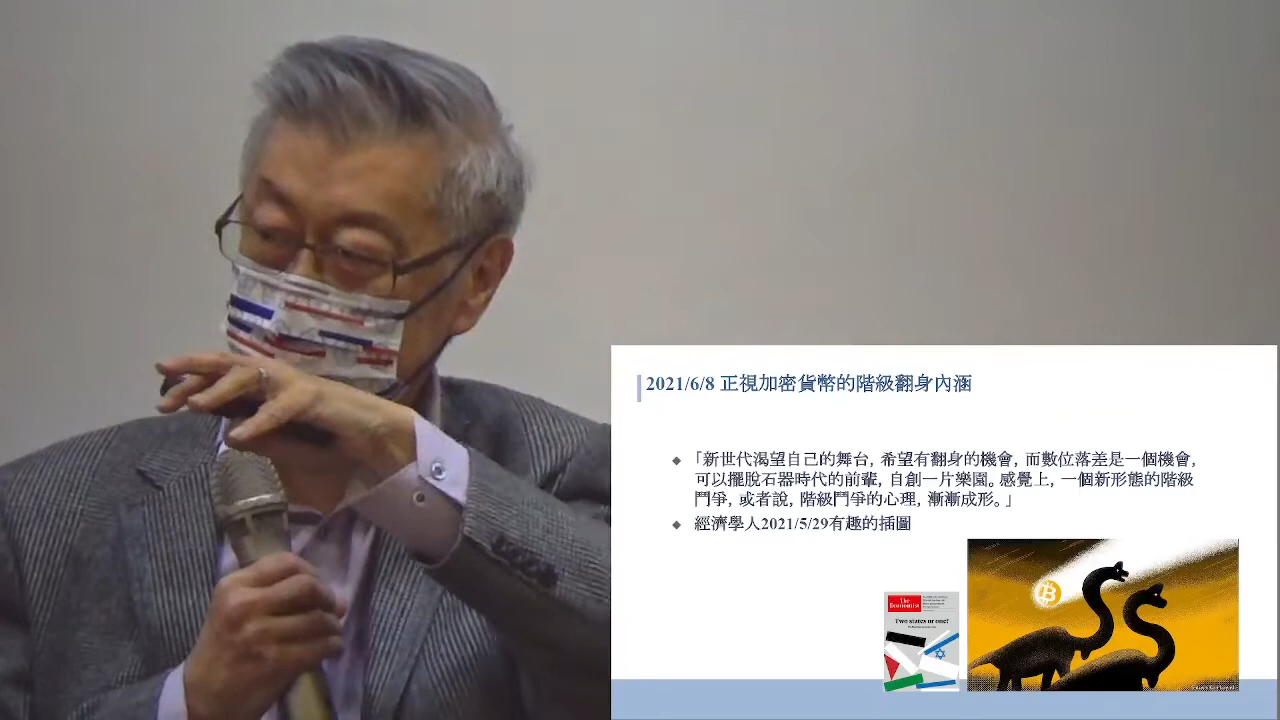 2021/6/8 正視加密貨幣的階級翻身內涵
「新世代渴望自己的舞台, 希望有翻身的機會, 而數位落差是一個機會,
可以擺脫石器時代的前輩, 自創一片樂園。感覺上, 一個新形態的階級
鬥爭, 或者說, 階級鬥爭的心理, 漸漸成形。」
經濟學人2021/5/29有趣的插圖
The
Economist
Two states or one?